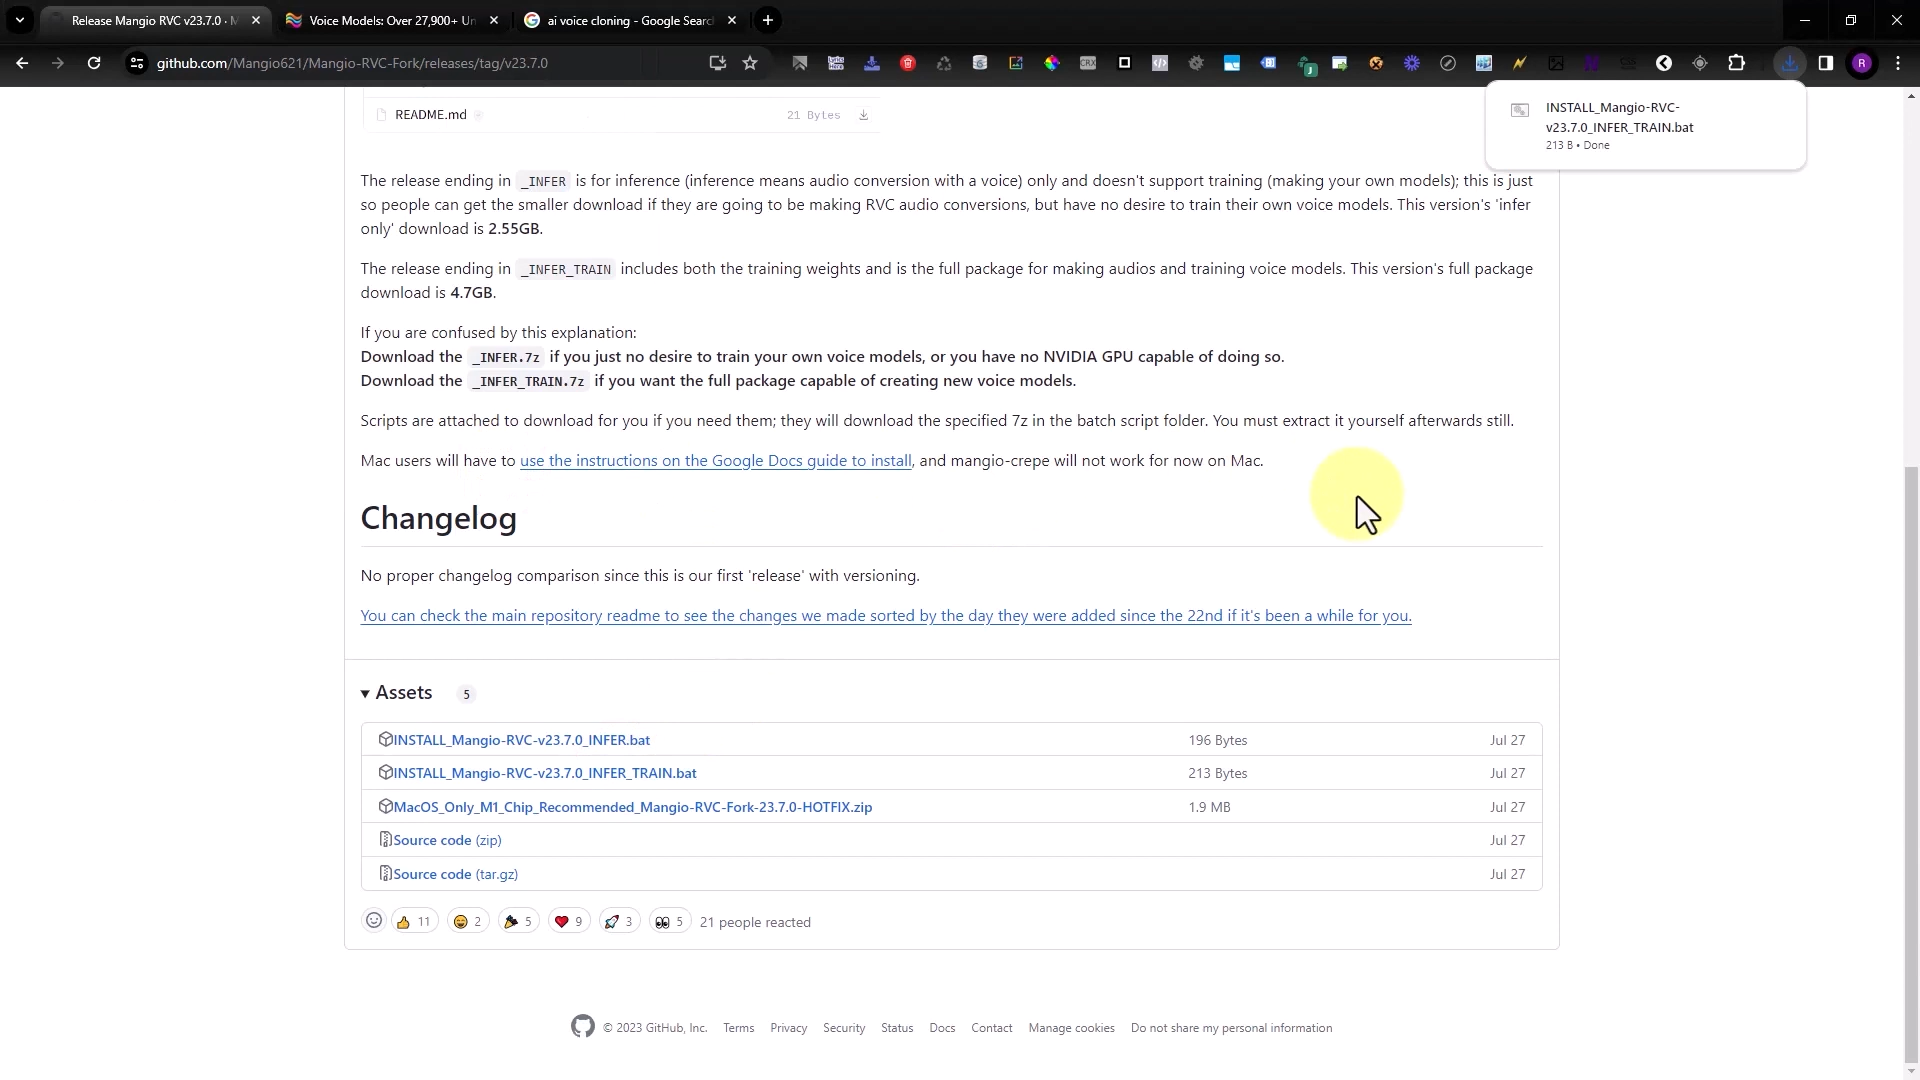 Release Mangio RVC v23.7.0 · M
Voice Models: Over 27,900+ Un
ai voice cloning - Google Searc
github.com/Mangio621/Mangio-RVC-Fork/releases/tag/v23.7.0
INSTALL_Mangio-RVC-
v23.7.0_INFER_TRAIN.bat
213 B • Done
README.md
21 Bytes
The release ending in _INFER is for inference (inference means audio conversion with a voice) only and doesn't support training (making your own models); this is just
so people can get the smaller download if they are going to be making RVC audio conversions, but have no desire to train their own voice models. This version's 'infer
only' download is 2.55GB.
The release ending in _INFER_TRAIN includes both the training weights and is the full package for making audios and training voice models. This version's full package
download is 4.7GB.
If you are confused by this explanation:
Download the _INFER.7z if you just no desire to train your own voice models, or you have no NVIDIA GPU capable of doing so.
Download the _INFER_TRAIN.7z if you want the full package capable of creating new voice models.
Scripts are attached to download for you if you need them; they will download the specified 7z in the batch script folder. You must extract it yourself afterwards still.
Mac users will have to use the instructions on the Google Docs guide to install, and mangio-crepe will not work for now on Mac.
Changelog
No proper changelog comparison since this is our first 'release' with versioning.
You can check the main repository readme to see the changes we made sorted by the day they were added since the 22nd if it's been a while for you.
Assets 5
INSTALL_Mangio-RVC-v23.7.0_INFER.bat 196 Bytes Jul 27
INSTALL_Mangio-RVC-v23.7.0_INFER_TRAIN.bat 213 Bytes Jul 27
MacOS_Only_M1_Chip_Recommended_Mangio-RVC-Fork-23.7.0-HOTFIX.zip 1.9 MB Jul 27
Source code (zip) Jul 27
Source code (tar.gz) Jul 27
11 2 5 9 3 5 21 people reacted
© 2023 GitHub, Inc. Terms Privacy Security Status Docs Contact Manage cookies Do not share my personal information